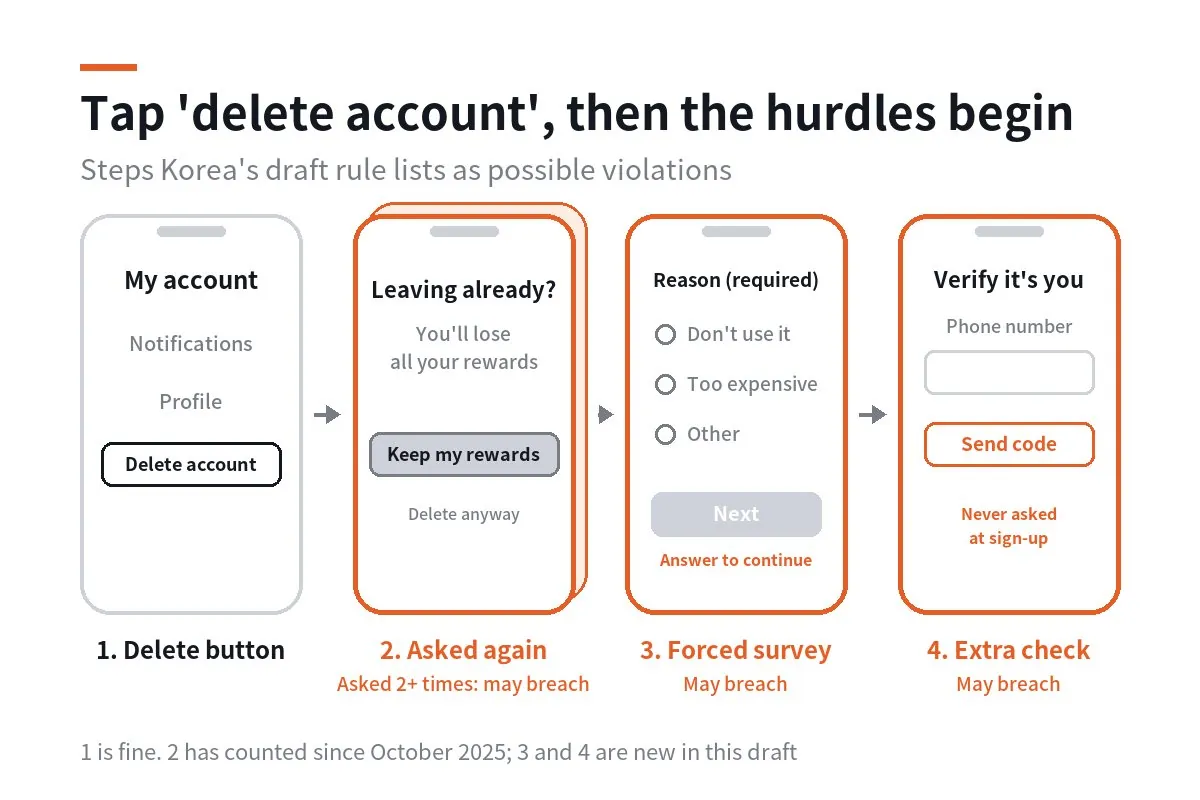 Tap 'delete account', then the hurdles begin
Steps Korea's draft rule lists as possible violations
My account
Notifications
Profile
Delete account
1. Delete button
Leaving already?
You'll lose
all your rewards
Keep my rewards
Delete anyway
2. Asked again
Asked 2+ times: may breach
Reason (required)
Don't use it
Too expensive
Other
Next
Answer to continue
3. Forced survey
May breach
Verify it's you
Phone number
Send code
Never asked
at sign-up
4. Extra check
May breach
1 is fine. 2 has counted since October 2025; 3 and 4 are new in this draft